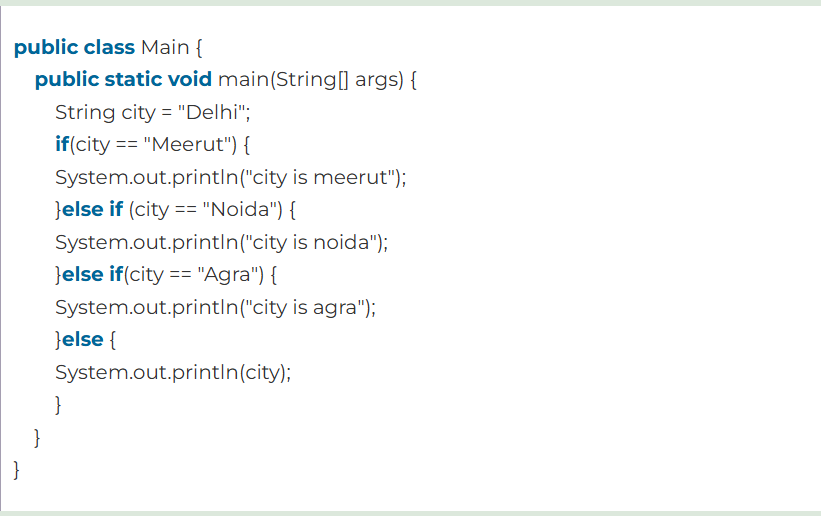 public class Main {
public static void main(String[] args) {
String city = "Delhi";
if(city == "Meerut") {
System.out.println("city is meerut");
}else if (city == "Noida") {
System.out.println("city is noida");
}else if(city == "Agra") {
System.out.println("city is agra");
}else {
System.out.println(city);
}
}
}